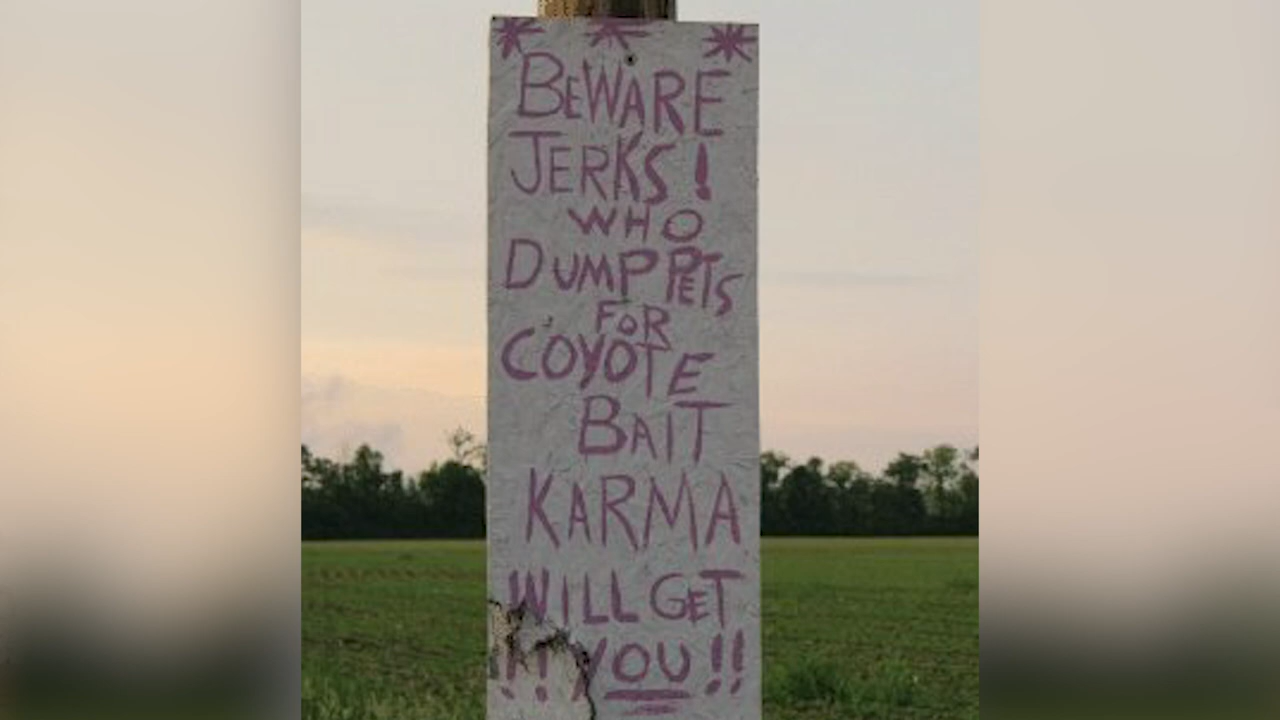 BEWARE
JERKS!
WHO
DUMP PETS
FOR
COYOTE
BAIT
KARMA
WILL GET
!! YOU !!